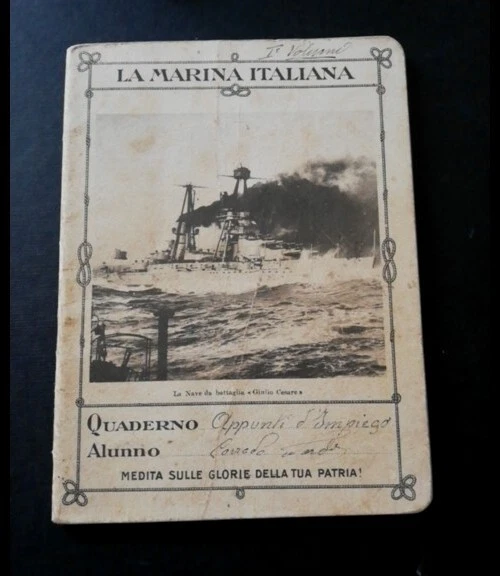 I° Volume
LA MARINA ITALIANA
La Nave da battaglia «Giulio Cesare»
QUADERNO Appunti d'Impiego
ALUNNO
MEDITA SULLE GLORIE DELLA TUA PATRIA!